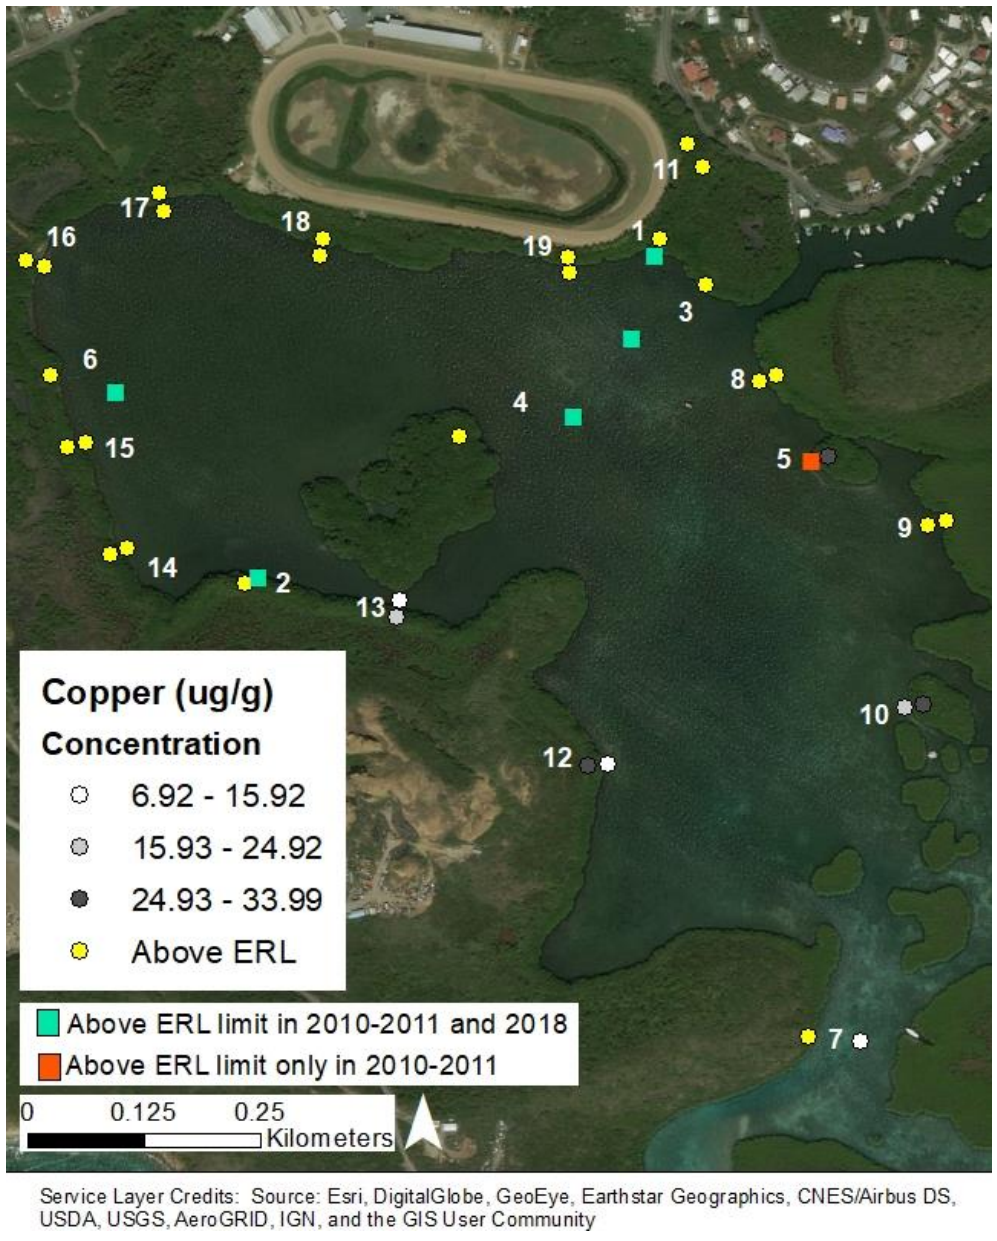 11
17
18
1
16
19
3
6
8
4
15
5
9
14
2
13
10
12
7
Copper (ug/g)
Concentration
6.92 - 15.92
15.93 - 24.92
24.93 - 33.99
Above ERL
Above ERL limit in 2010-2011 and 2018
Above ERL limit only in 2010-2011
0 0.125 0.25
Kilometers
Service Layer Credits: Source: Esri, DigitalGlobe, GeoEye, Earthstar Geographics, CNES/Airbus DS,
USDA, USGS, AeroGRID, IGN, and the GIS User Community